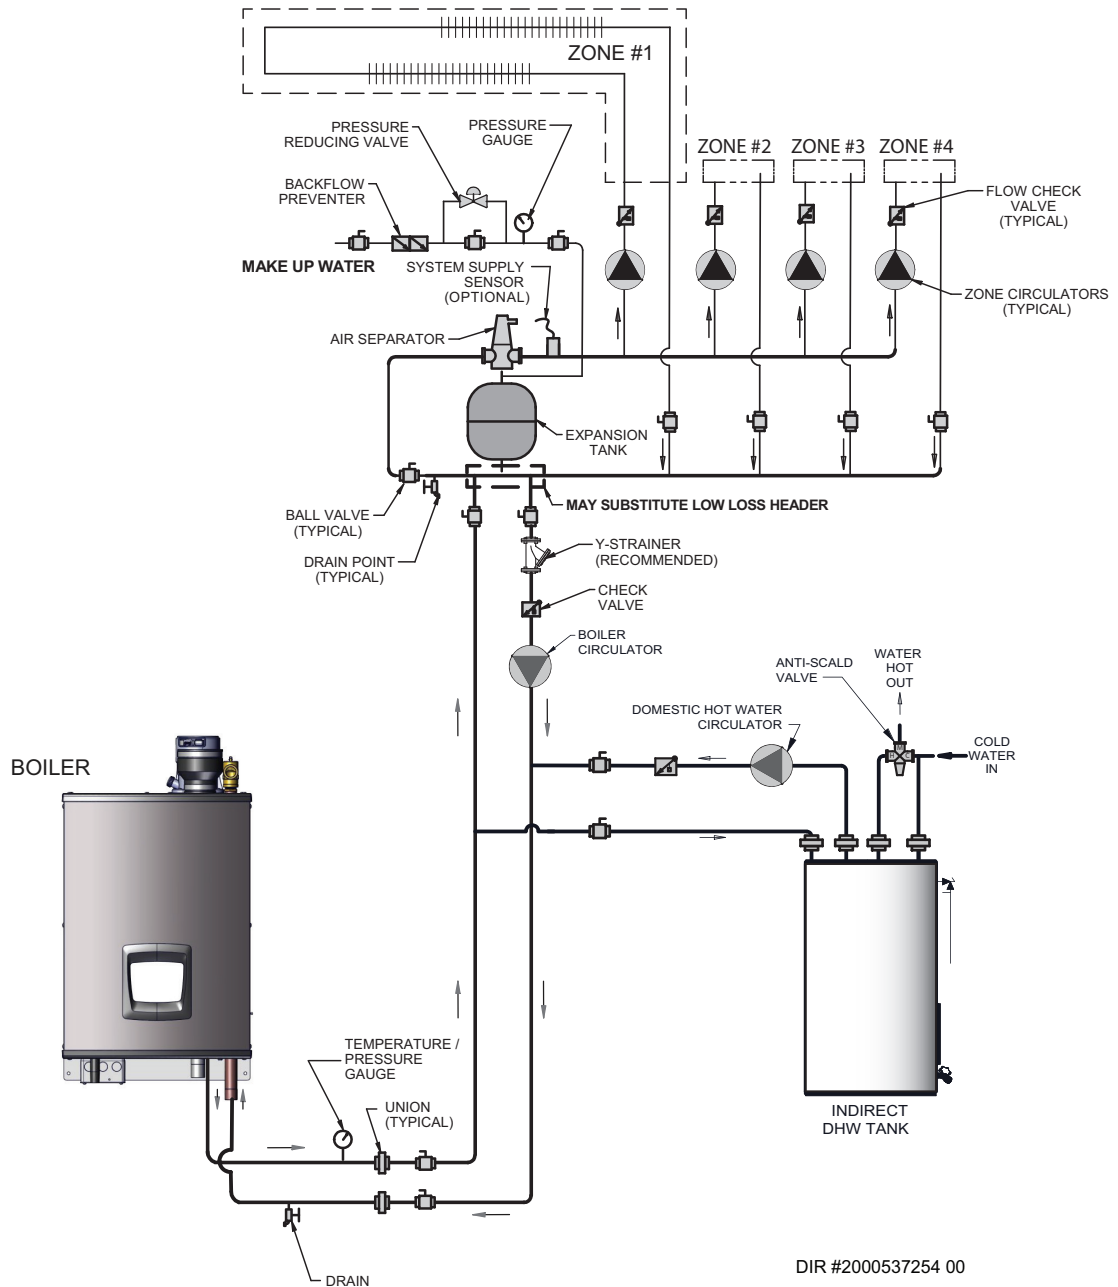 ZONE #1
PRESSURE
REDUCING VALVE
PRESSURE
GAUGE
ZONE #2
ZONE #3
ZONE #4
BACKFLOW
PREVENTER
FLOW CHECK
VALVE
(TYPICAL)
MAKE UP WATER
SYSTEM SUPPLY
SENSOR
(OPTIONAL)
ZONE CIRCULATORS
(TYPICAL)
AIR SEPARATOR
EXPANSION
TANK
MAY SUBSTITUTE LOW LOSS HEADER
BALL VALVE
(TYPICAL)
DRAIN POINT
(TYPICAL)
Y-STRAINER
(RECOMMENDED)
CHECK
VALVE
BOILER
CIRCULATOR
WATER
HOT
OUT
ANTI-SCALD
VALVE
DOMESTIC HOT WATER
CIRCULATOR
COLD
WATER
IN
BOILER
TEMPERATURE /
PRESSURE
GAUGE
UNION
(TYPICAL)
INDIRECT
DHW TANK
DRAIN
DIR #2000537254 00